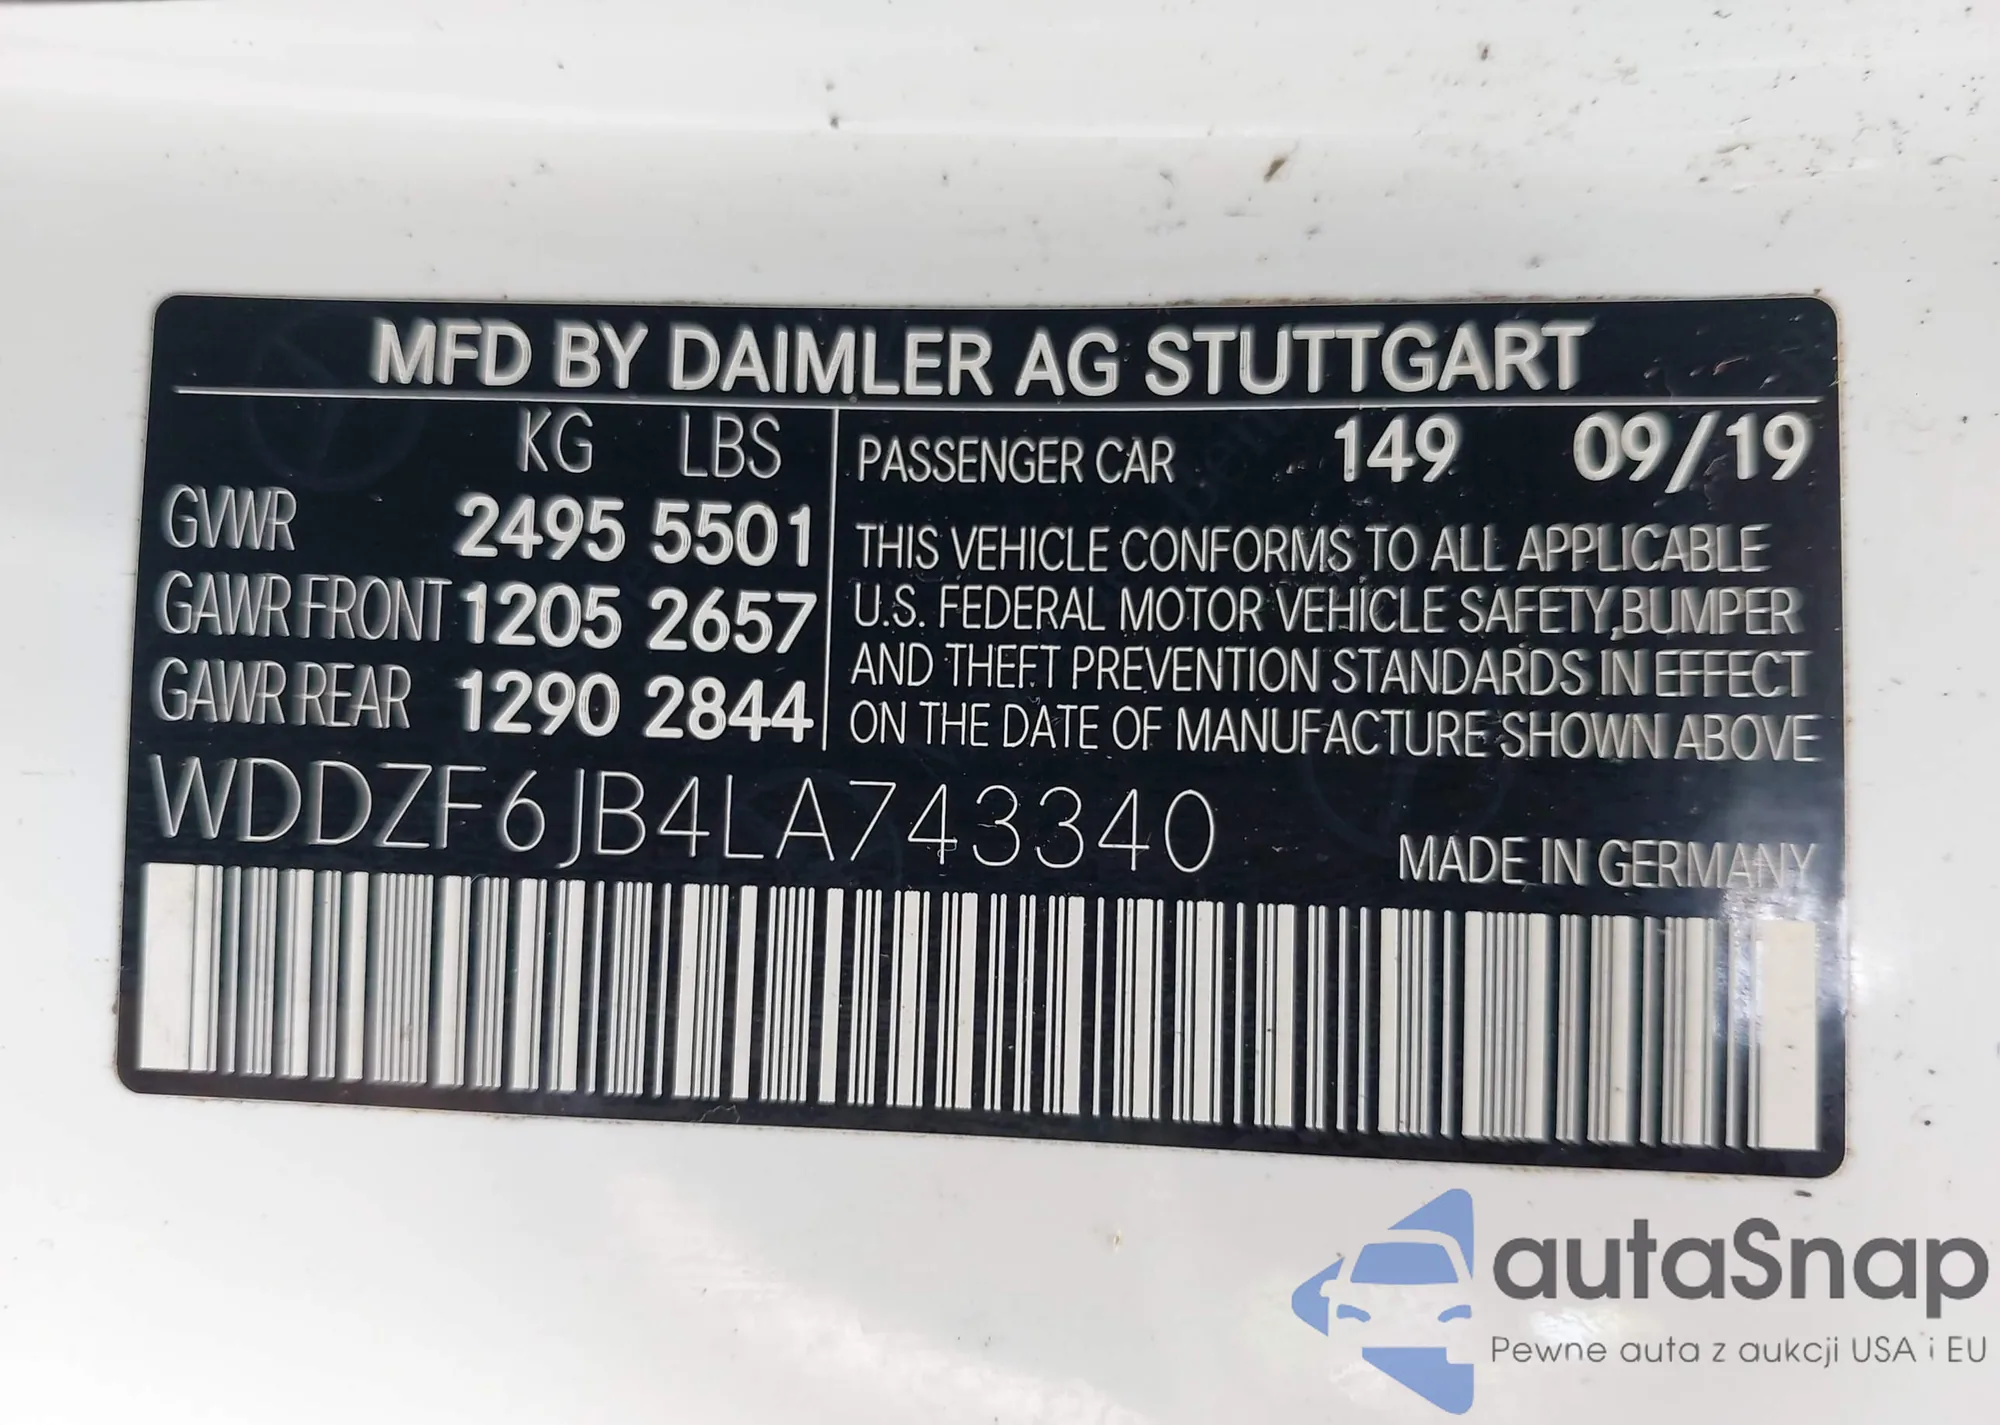 MFD BY DAIMLER AG STUTTGART
KG LBS
GVWR 2495 5501
GAWR FRONT 1205 2657
GAWR REAR 1290 2844
PASSENGER CAR 149 09/19
THIS VEHICLE CONFORMS TO ALL APPLICABLE
U.S. FEDERAL MOTOR VEHICLE SAFETY,BUMPER
AND THEFT PREVENTION STANDARDS IN EFFECT
ON THE DATE OF MANUFACTURE SHOWN ABOVE
WDDZF6JB4LA743340
MADE IN GERMANY
autaSnap
Pewne auta z aukcji USA i EU